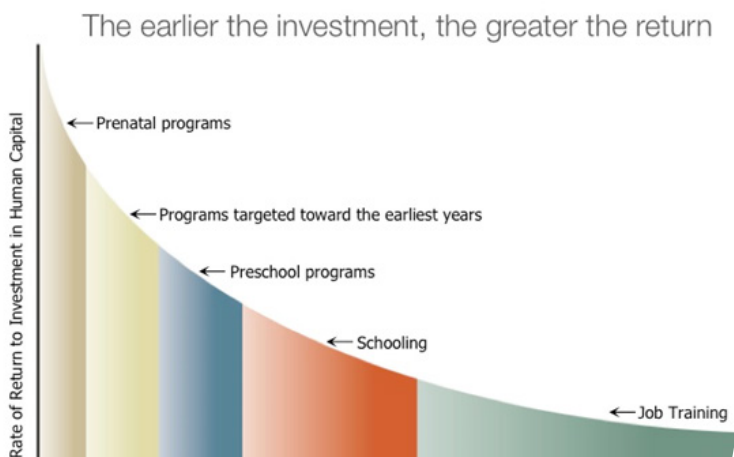 The earlier the investment, the greater the return
Rate of Return to Investment in Human Capital
Prenatal programs
Programs targeted toward the earliest years
Preschool programs
Schooling
Job Training